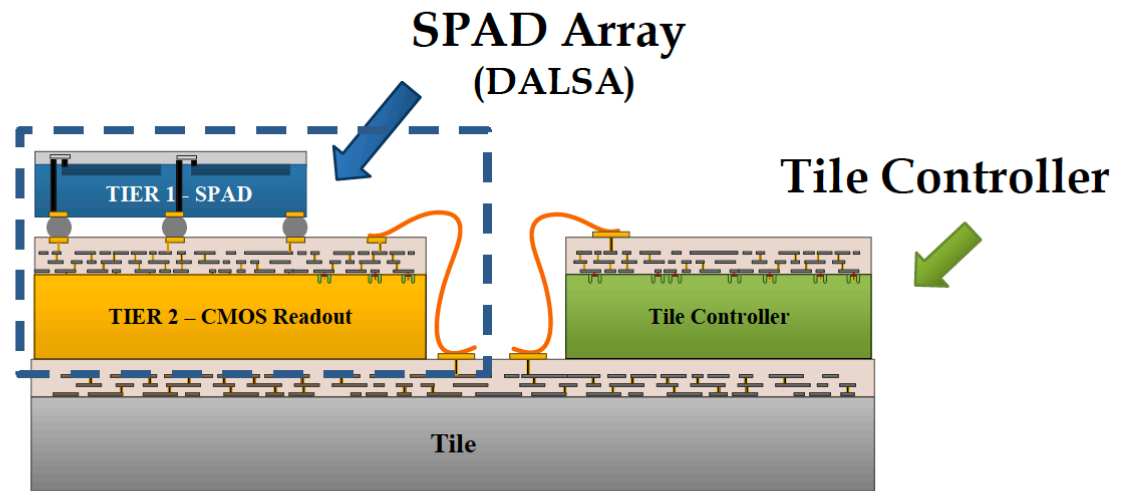 SPAD Array
(DALSA)
Tile Controller
TIER 1 – SPAD
TIER 2 – CMOS Readout
Tile Controller
Tile